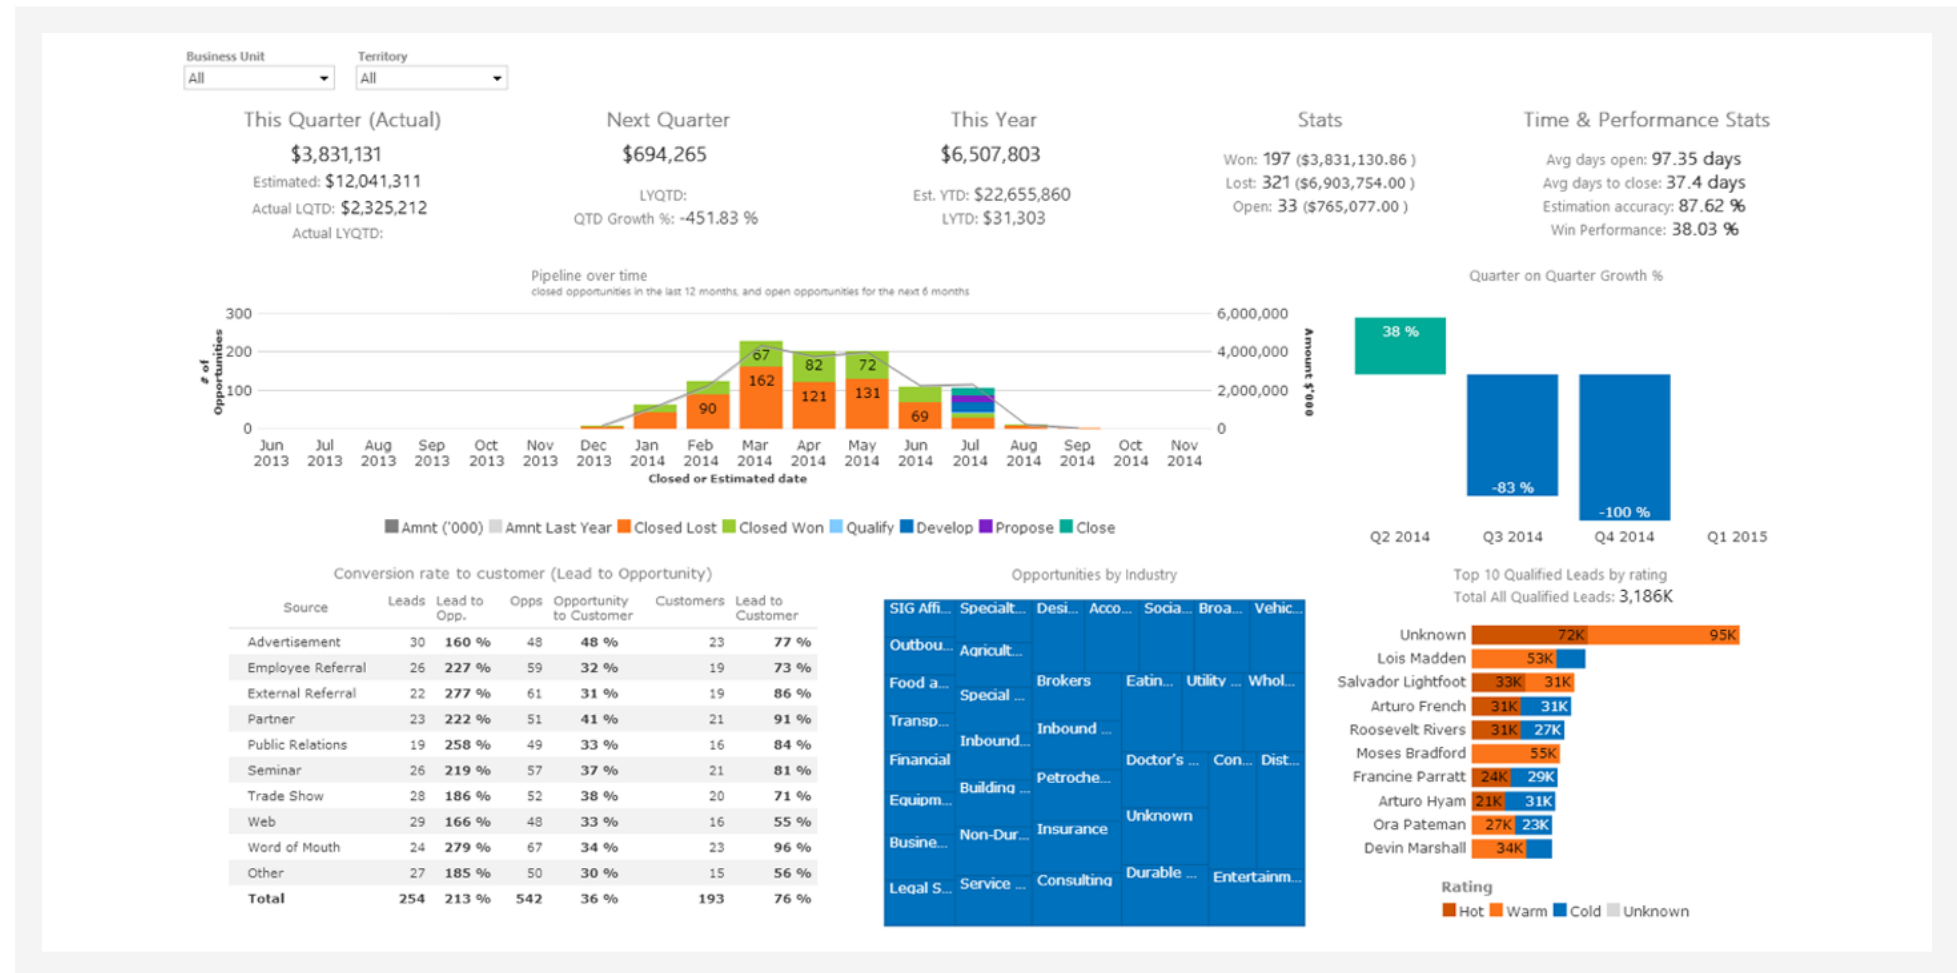 Business Unit Territory
All All
This Quarter (Actual)
$3,831,131
Estimated: $12,041,311
Actual LQTD: $2,325,212
Actual LYQTD:
Next Quarter
$694,265
LYQTD:
QTD Growth %: -451.83 %
This Year
$6,507,803
Est. YTD: $22,655,860
LYTD: $31,303
Stats
Won: 197 ($3,831,130.86 )
Lost: 321 ($6,903,754.00 )
Open: 33 ($765,077.00 )
Time & Performance Stats
Avg days open: 97.35 days
Avg days to close: 37.4 days
Estimation accuracy: 87.62 %
Win Performance: 38.03 %
Pipeline over time
closed opportunities in the last 12 months, and open opportunities for the next 6 months
# of
Opportunities
300
200
100
0
67
162
82
121
72
131
90
69
6,000,000
4,000,000
2,000,000
0
Amount $'000
Jun Jul Aug Sep Oct Nov Dec Jan Feb Mar Apr May Jun Jul Aug Sep Oct Nov
2013 2013 2013 2013 2013 2013 2013 2014 2014 2014 2014 2014 2014 2014 2014 2014 2014 2014
Closed or Estimated date
Amnt ('000) Amnt Last Year Closed Lost Closed Won Qualify Develop Propose Close
Quarter on Quarter Growth %
38 %
-83 %
-100 %
Q2 2014 Q3 2014 Q4 2014 Q1 2015
Conversion rate to customer (Lead to Opportunity)
Source Leads Lead to Opps Opportunity Customers Lead to
Opp. to Customer Customer
Advertisement 30 160 % 48 48 % 23 77 %
Employee Referral 26 227 % 59 32 % 19 73 %
External Referral 22 277 % 61 31 % 19 86 %
Partner 23 222 % 51 41 % 21 91 %
Public Relations 19 258 % 49 33 % 16 84 %
Seminar 26 219 % 57 37 % 21 81 %
Trade Show 28 186 % 52 38 % 20 71 %
Web 29 166 % 48 33 % 16 55 %
Word of Mouth 24 279 % 67 34 % 23 96 %
Other 27 185 % 50 30 % 15 56 %
Total 254 213 % 542 36 % 193 76 %
Opportunities by Industry
SIG Affi... Specialt... Desi... Acco... Socia... Broa... Vehic...
Outbou... Agricult...
Food a... Special ... Brokers Eatin... Utility ... Whol...
Transp... Inbound... Inbound ...
Financial Building ... Petroche... Doctor's ... Con... Dist...
Equipm... Non-Dur... Insurance Unknown
Busine...
Legal S... Service ... Consulting Durable ... Entertainm...
Top 10 Qualified Leads by rating
Total All Qualified Leads: 3,186K
Unknown 72K 95K
Lois Madden 53K
Salvador Lightfoot 33K 31K
Arturo French 31K 31K
Roosevelt Rivers 31K 27K
Moses Bradford 55K
Francine Parratt 24K 29K
Arturo Hyam 21K 31K
Ora Pateman 27K 23K
Devin Marshall 34K
Rating
Hot Warm Cold Unknown